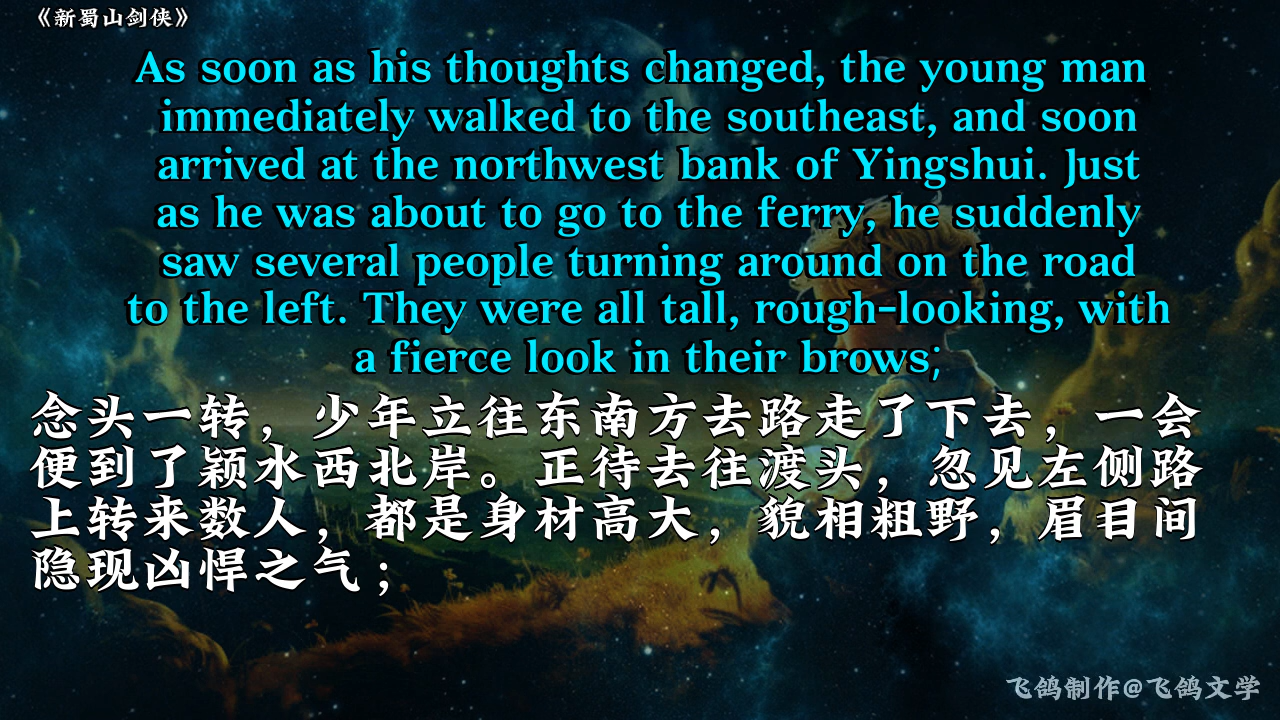 《新蜀山剑侠》
As soon as his thoughts changed, the young man
immediately walked to the southeast, and soon
arrived at the northwest bank of Yingshui. Just
as he was about to go to the ferry, he suddenly
saw several people turning around on the road
to the left. They were all tall, rough-looking, with
a fierce look in their brows;
念头一转，少年立往东南方去路走了下去，一会
便到了颖水西北岸。正待去往渡头，忽见左侧路
上转来数人，都是身材高大，貌相粗野，眉目间
隐现凶悍之气；
飞鸽制作@飞鸽文学